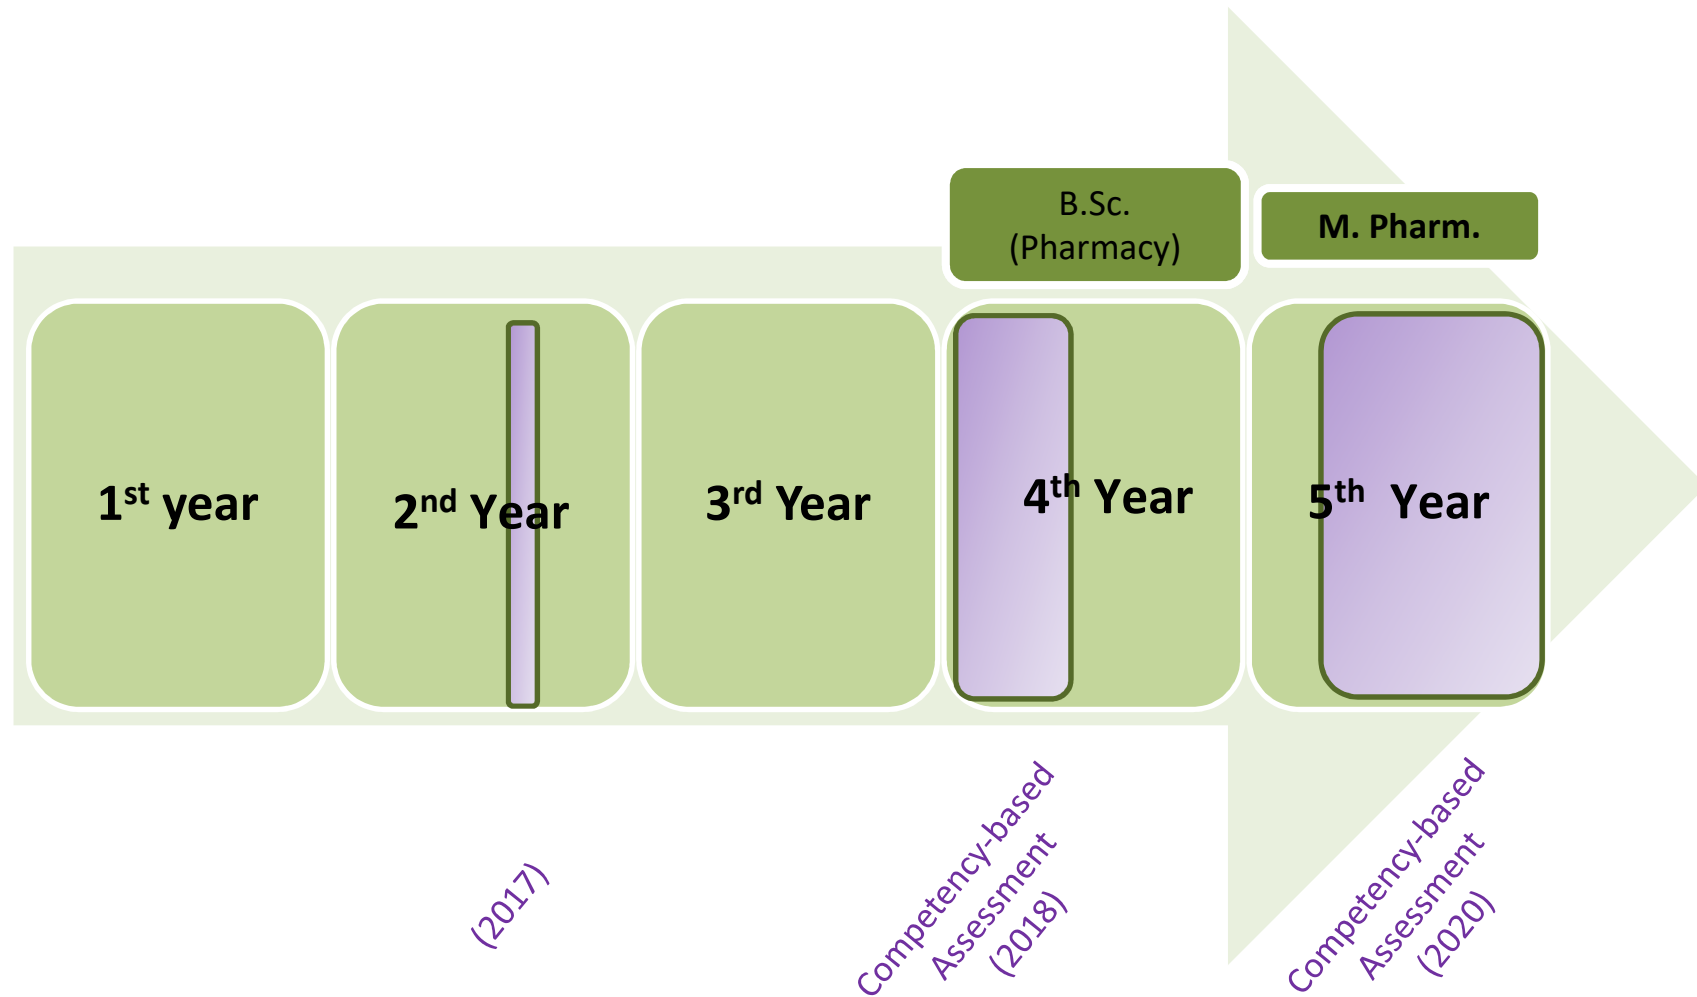 B.Sc.
(Pharmacy)
M. Pharm.
1st year
2nd Year
3rd Year
4th Year
5th Year
(2017)
Competency-based
Assessment
(2018)
Competency-based
Assessment
(2020)